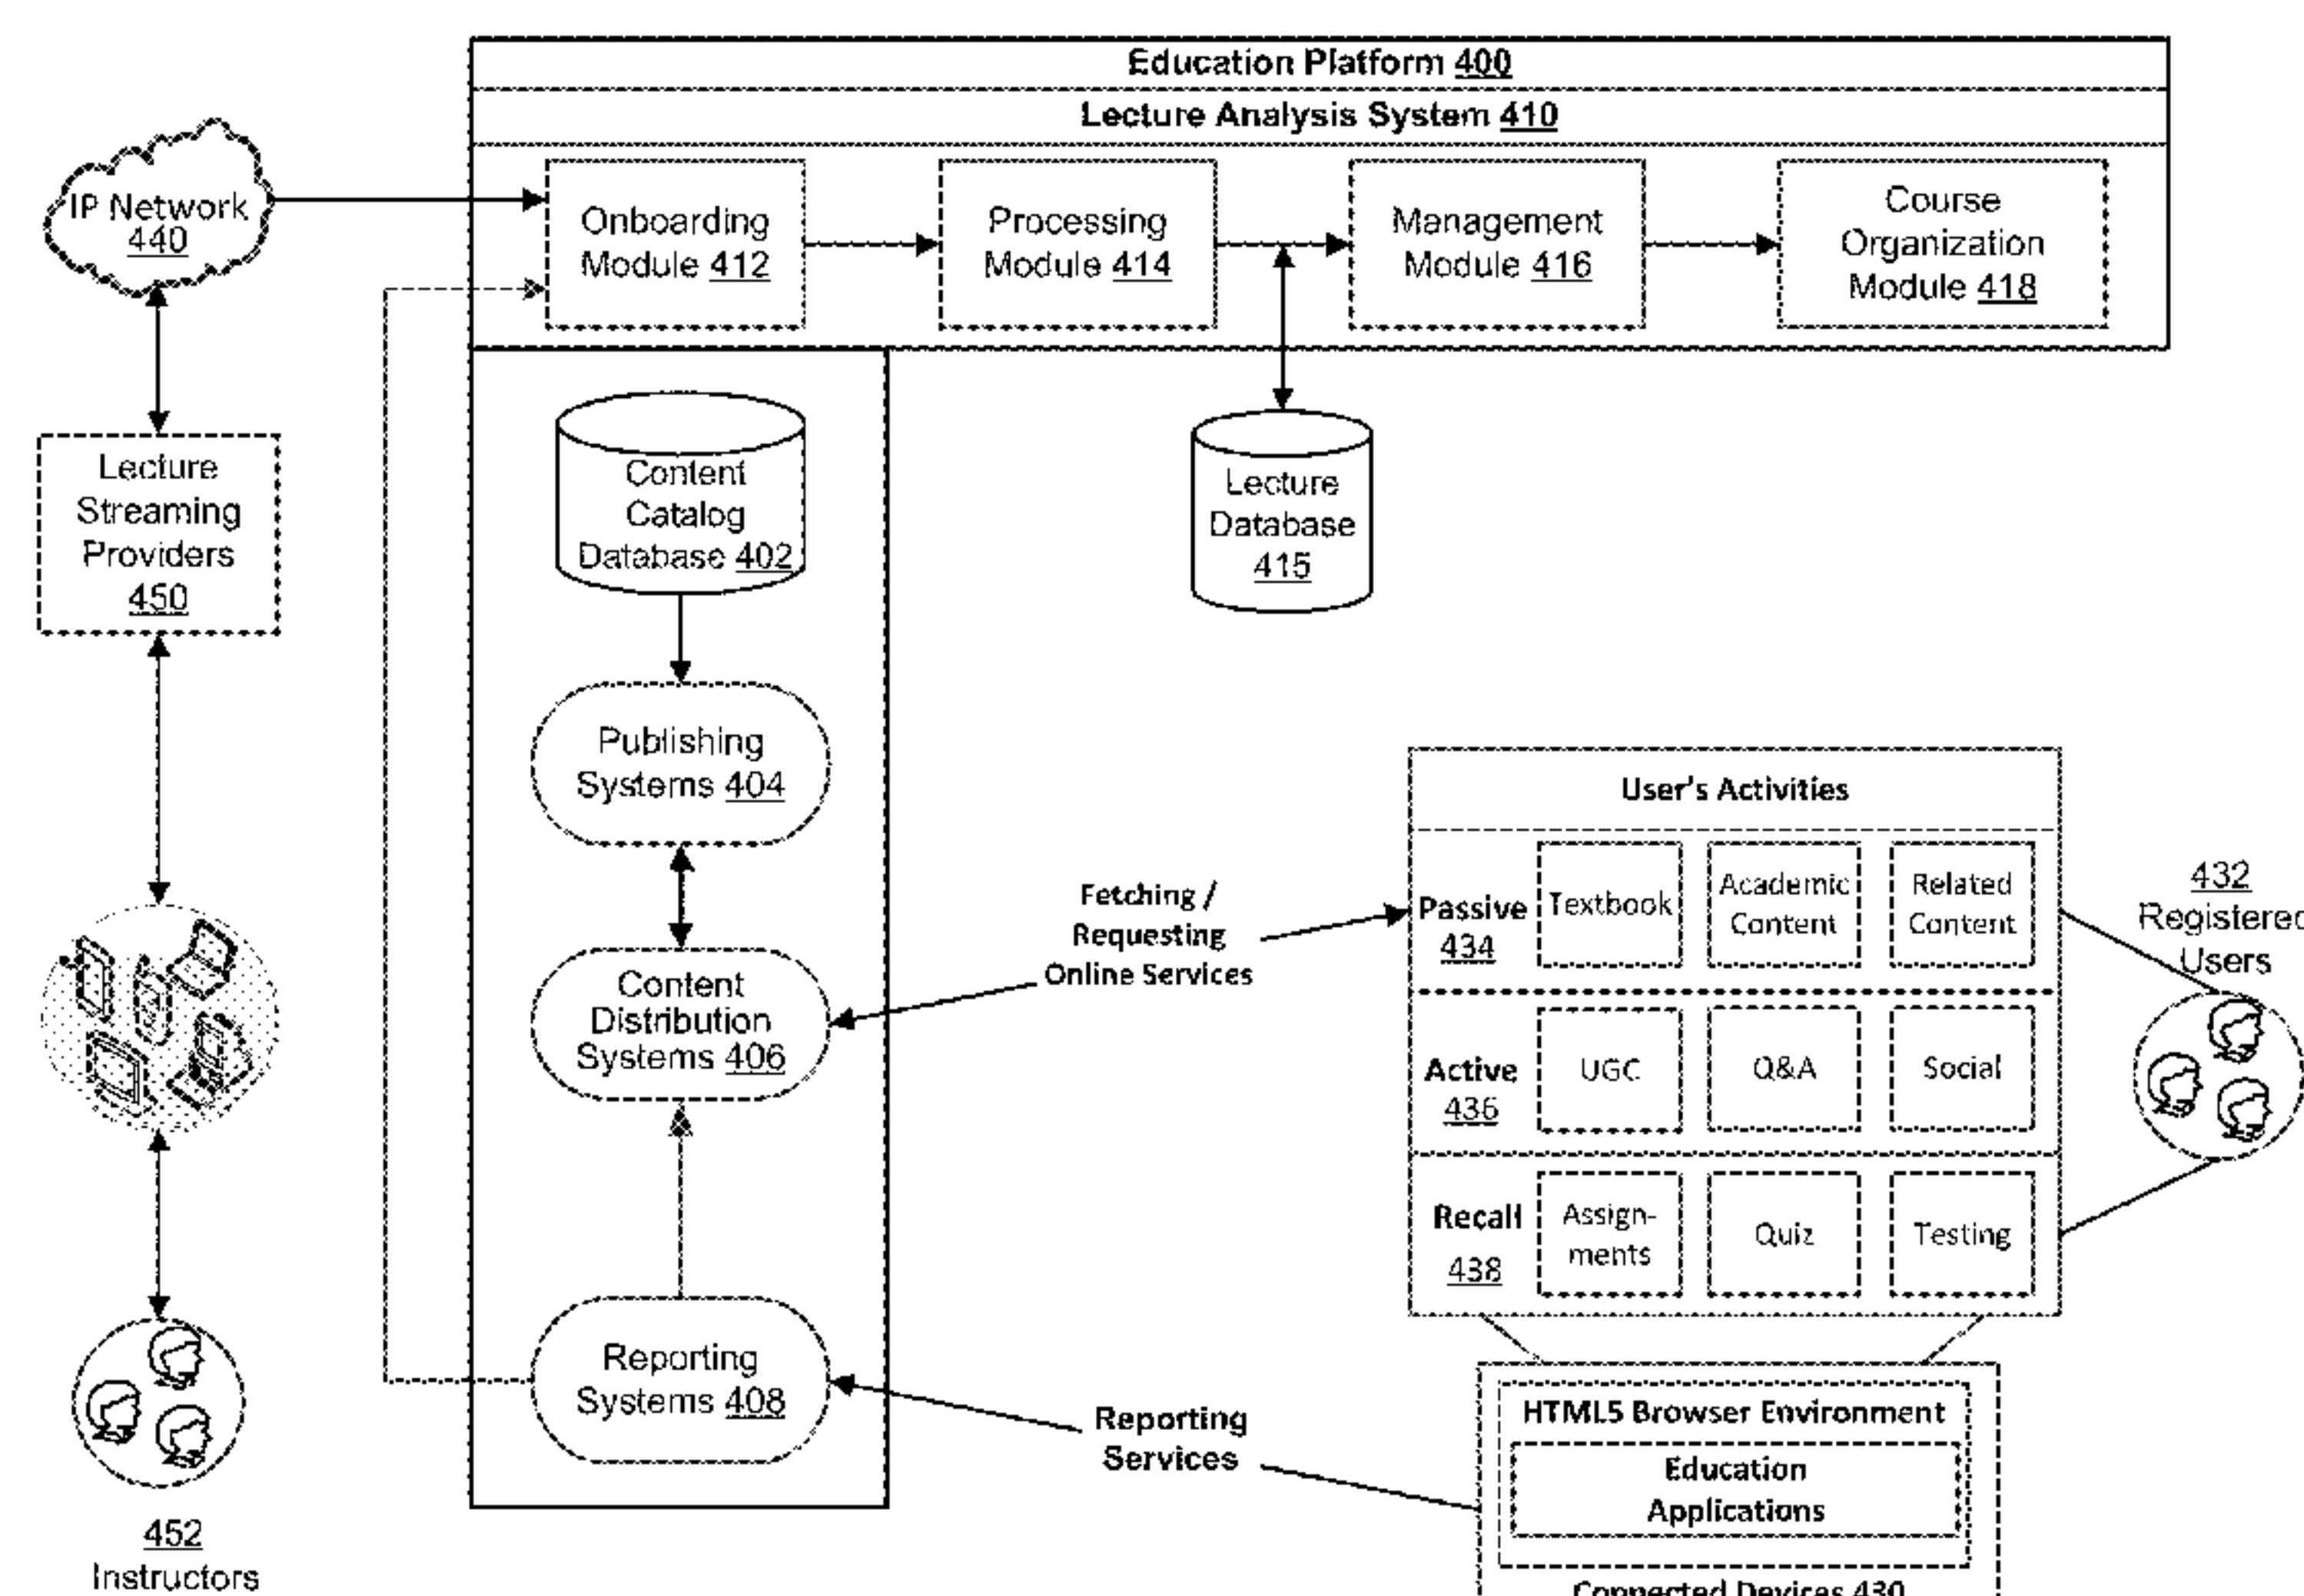 Education Platform 400
Lecture Analysis System 410
IP Network
440
Onboarding
Module 412
Processing
Module 414
Management
Module 416
Course
Organization
Module 418
Lecture
Streaming
Providers
450
Content
Catalog
Database 402
Lecture
Database
415
Publishing
Systems 404
Content
Distribution
Systems 406
Reporting
Systems 408
Fetching /
Requesting
Online Services
Reporting
Services
User's Activities
Passive
434
Textbook
Academic
Content
Related
Content
Active
436
UGC
Q&A
Social
Recall
438
Assign-
ments
Quiz
Testing
432
Registered
Users
HTML5 Browser Environment
Education
Applications
Connected Devices 430
452
Instructors